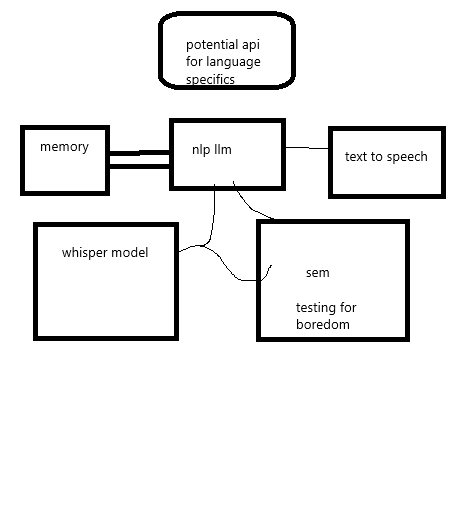 potential api
for language
specifics
memory
nlp llm
text to speech
whisper model
sem
testing for
boredom